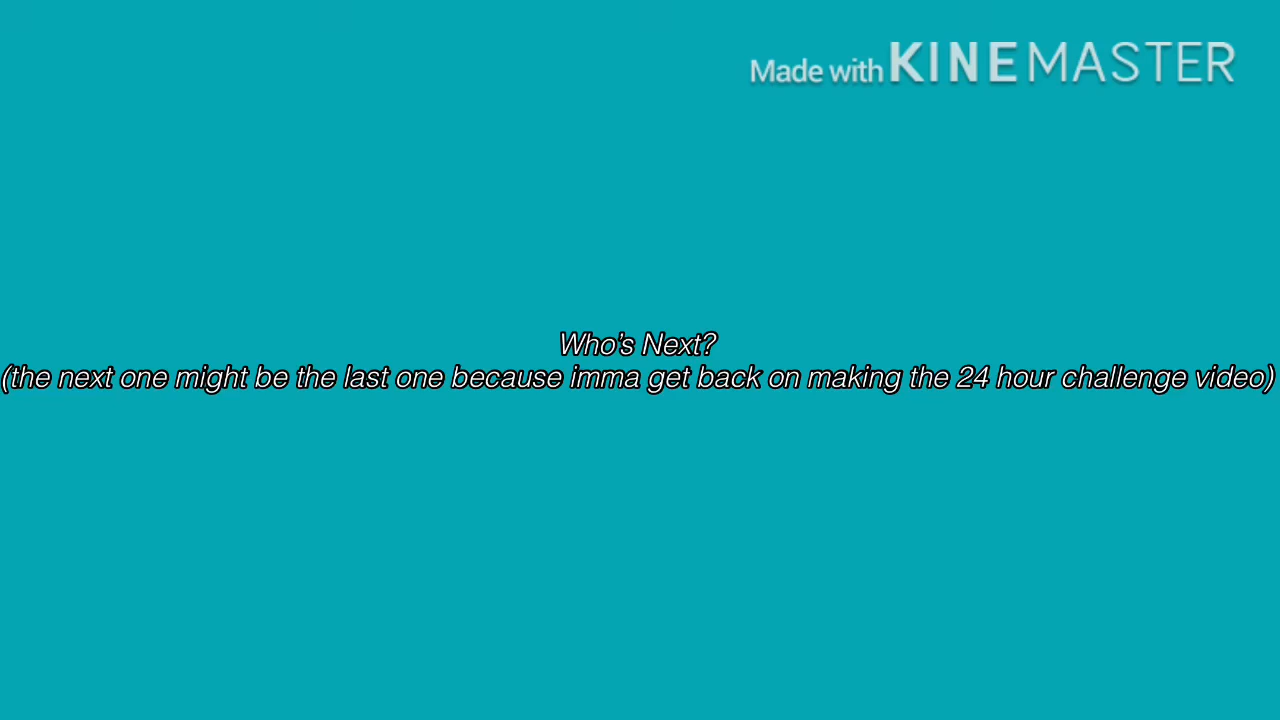 Made with KINEMASTER
Who's Next?
(the next one might be the last one because imma get back on making the 24 hour challenge video)